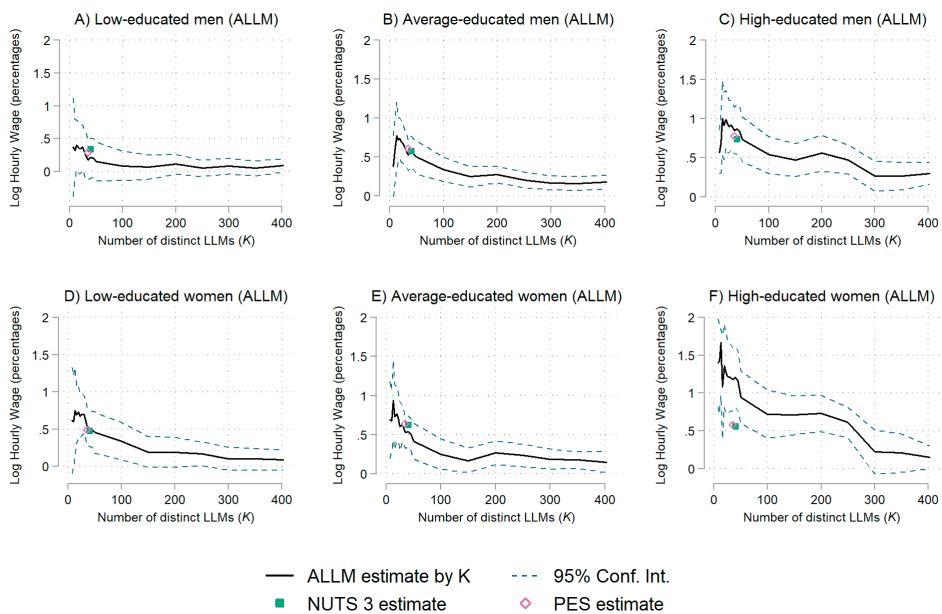 A) Low-educated men (ALLM)
B) Average-educated men (ALLM)
C) High-educated men (ALLM)
Log Hourly Wage (percentages)
2
1.5
1
.5
0
0 100 200 300 400
Number of distinct LLMs (K)
Log Hourly Wage (percentages)
2
1.5
1
.5
0
0 100 200 300 400
Number of distinct LLMs (K)
Log Hourly Wage (percentages)
2
1.5
1
.5
0
0 100 200 300 400
Number of distinct LLMs (K)
D) Low-educated women (ALLM)
E) Average-educated women (ALLM)
F) High-educated women (ALLM)
Log Hourly Wage (percentages)
2
1.5
1
.5
0
0 100 200 300 400
Number of distinct LLMs (K)
Log Hourly Wage (percentages)
2
1.5
1
.5
0
0 100 200 300 400
Number of distinct LLMs (K)
Log Hourly Wage (percentages)
2
1.5
1
.5
0
0 100 200 300 400
Number of distinct LLMs (K)
ALLM estimate by K
95% Conf. Int.
NUTS 3 estimate
PES estimate